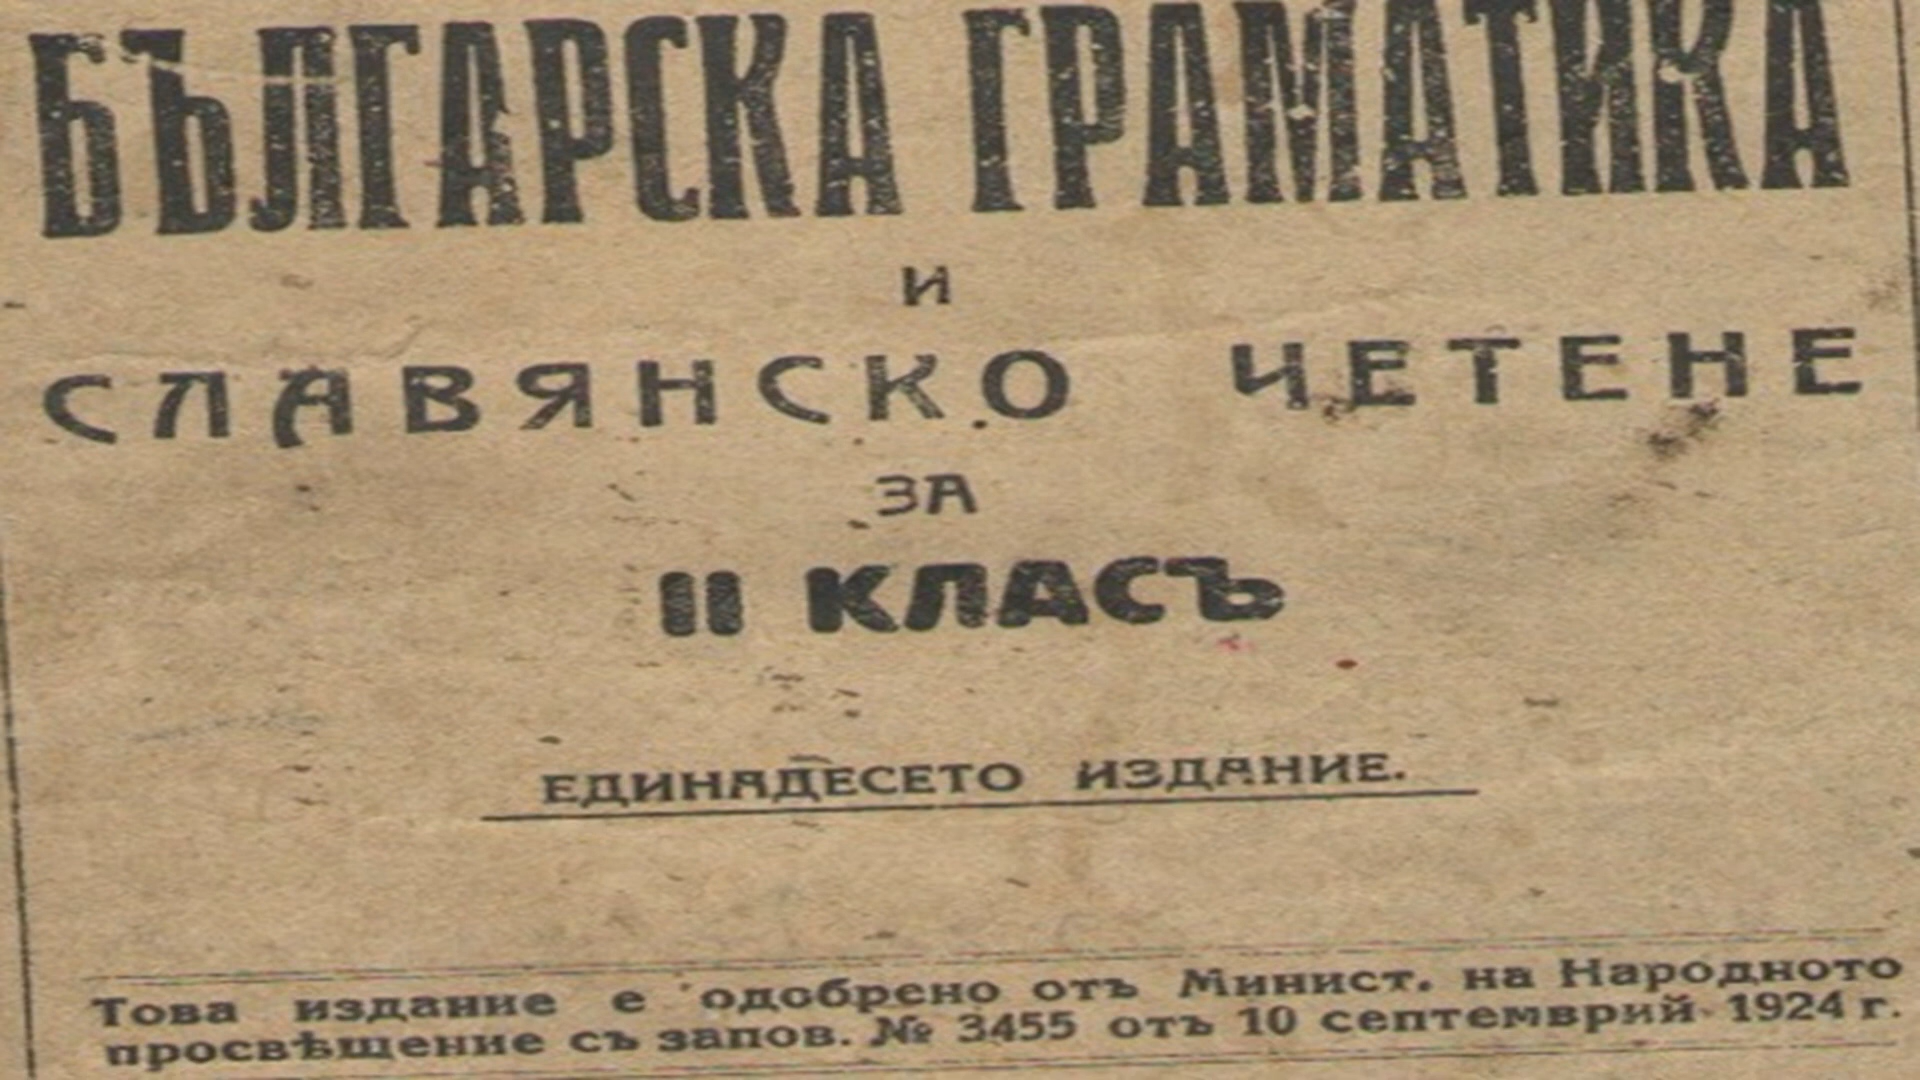 БЪЛГАРСКА ГРАМАТИКА
И
СЛАВЯНСКО ЧЕТЕНЕ
ЗА
II КЛАСЪ
ЕДИНАДЕСЕТО ИЗДАНИЕ.
Това издание е одобрено отъ Минист. на Народното
просвѣщение съ запов. № 3455 отъ 10 септемврий 1924 г.